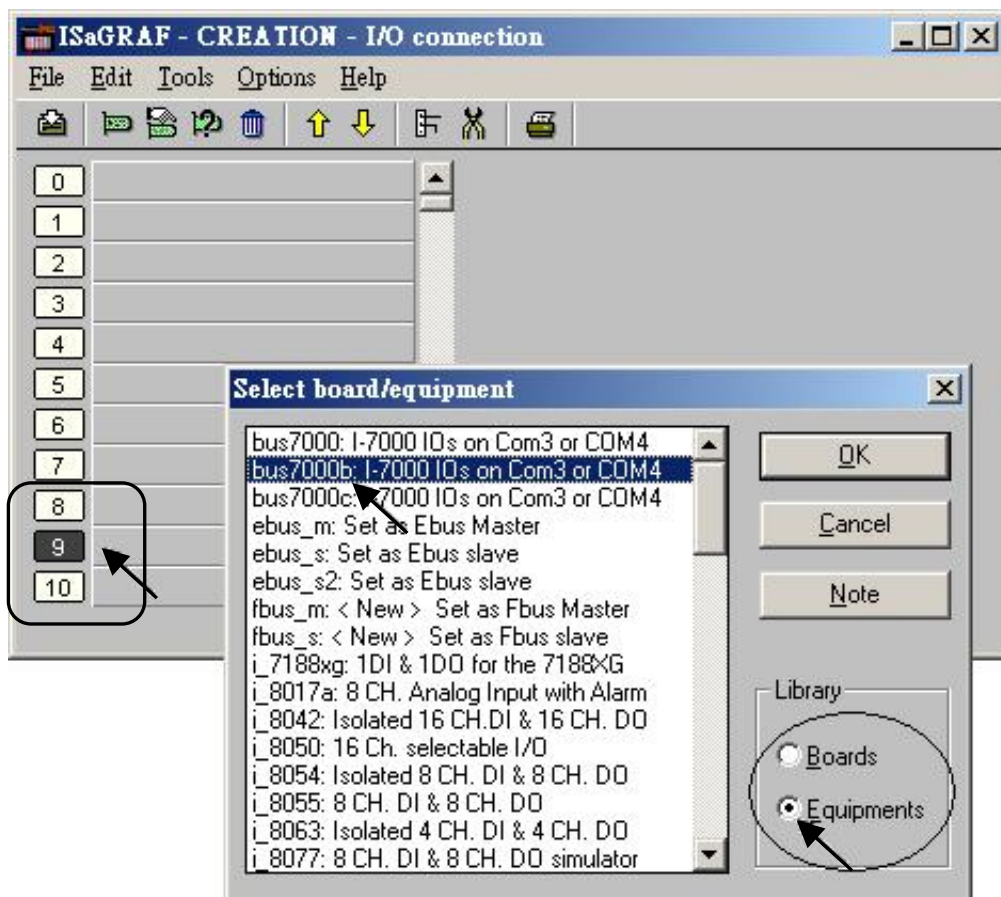 ISaGRAF - CREATION - I/O connection
File Edit Tools Options Help
0
1
2
3
4
5
6
7
8
9
10
Select board/equipment
bus7000: I-7000 IOs on Com3 or COM4
bus7000b: I-7000 IOs on Com3 or COM4
bus7000c: I-7000 IOs on Com3 or COM4
ebus_m: Set as Ebus Master
ebus_s: Set as Ebus slave
ebus_s2: Set as Ebus slave
fbus_m: < New > Set as Fbus Master
fbus_s: < New > Set as Fbus slave
i_7188xg: 1DI & 1DO for the 7188XG
i_8017a: 8 CH. Analog Input with Alarm
i_8042: Isolated 16 CH.DI & 16 CH. DO
i_8050: 16 Ch. selectable I/O
i_8054: Isolated 8 CH. DI & 8 CH. DO
i_8055: 8 CH. DI & 8 CH. DO
i_8063: Isolated 4 CH. DI & 4 CH. DO
i_8077: 8 CH. DI & 8 CH. DO simulator
OK
Cancel
Note
Library
Boards
Equipments